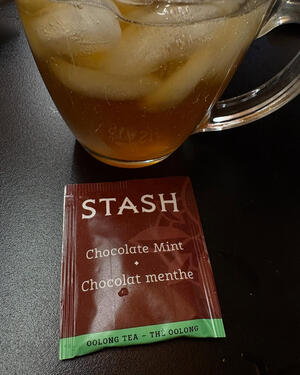 STASH
Chocolate Mint
•
Chocolat menthe
OOLONG TEA – THÉ OOLONG